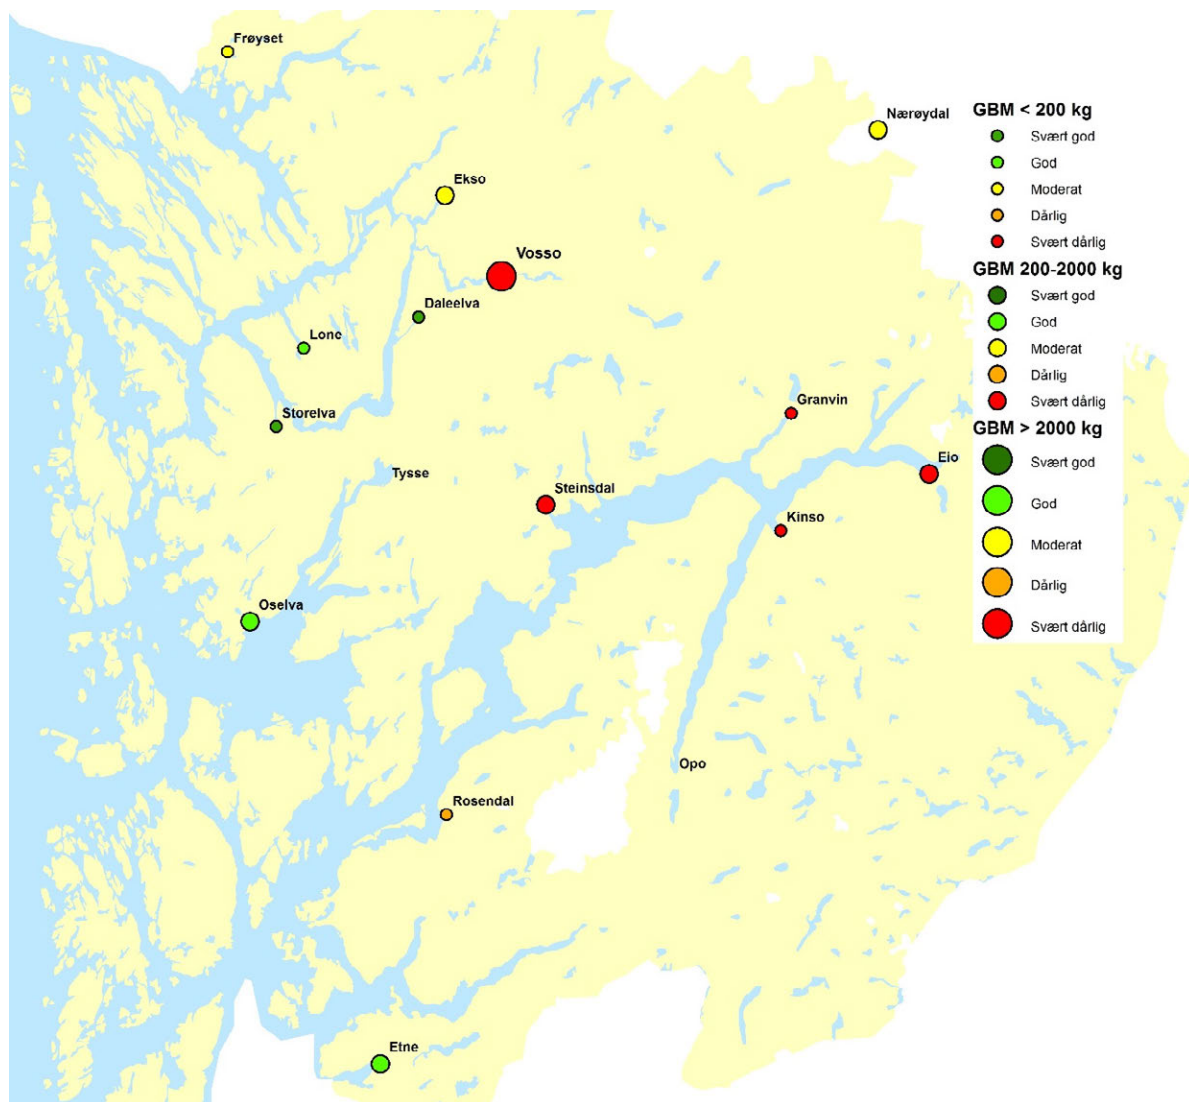 Frøyset
Nærøydal
Ekso
Vosso
Daleelva
Lone
Storelva
Granvin
Tysse
Eio
Steinsdal
Kinso
Oselva
Opo
Rosendal
Etne
GBM < 200 kg
Svært god
God
Moderat
Dårlig
Svært dårlig
GBM 200-2000 kg
Svært god
God
Moderat
Dårlig
Svært dårlig
GBM > 2000 kg
Svært god
God
Moderat
Dårlig
Svært dårlig